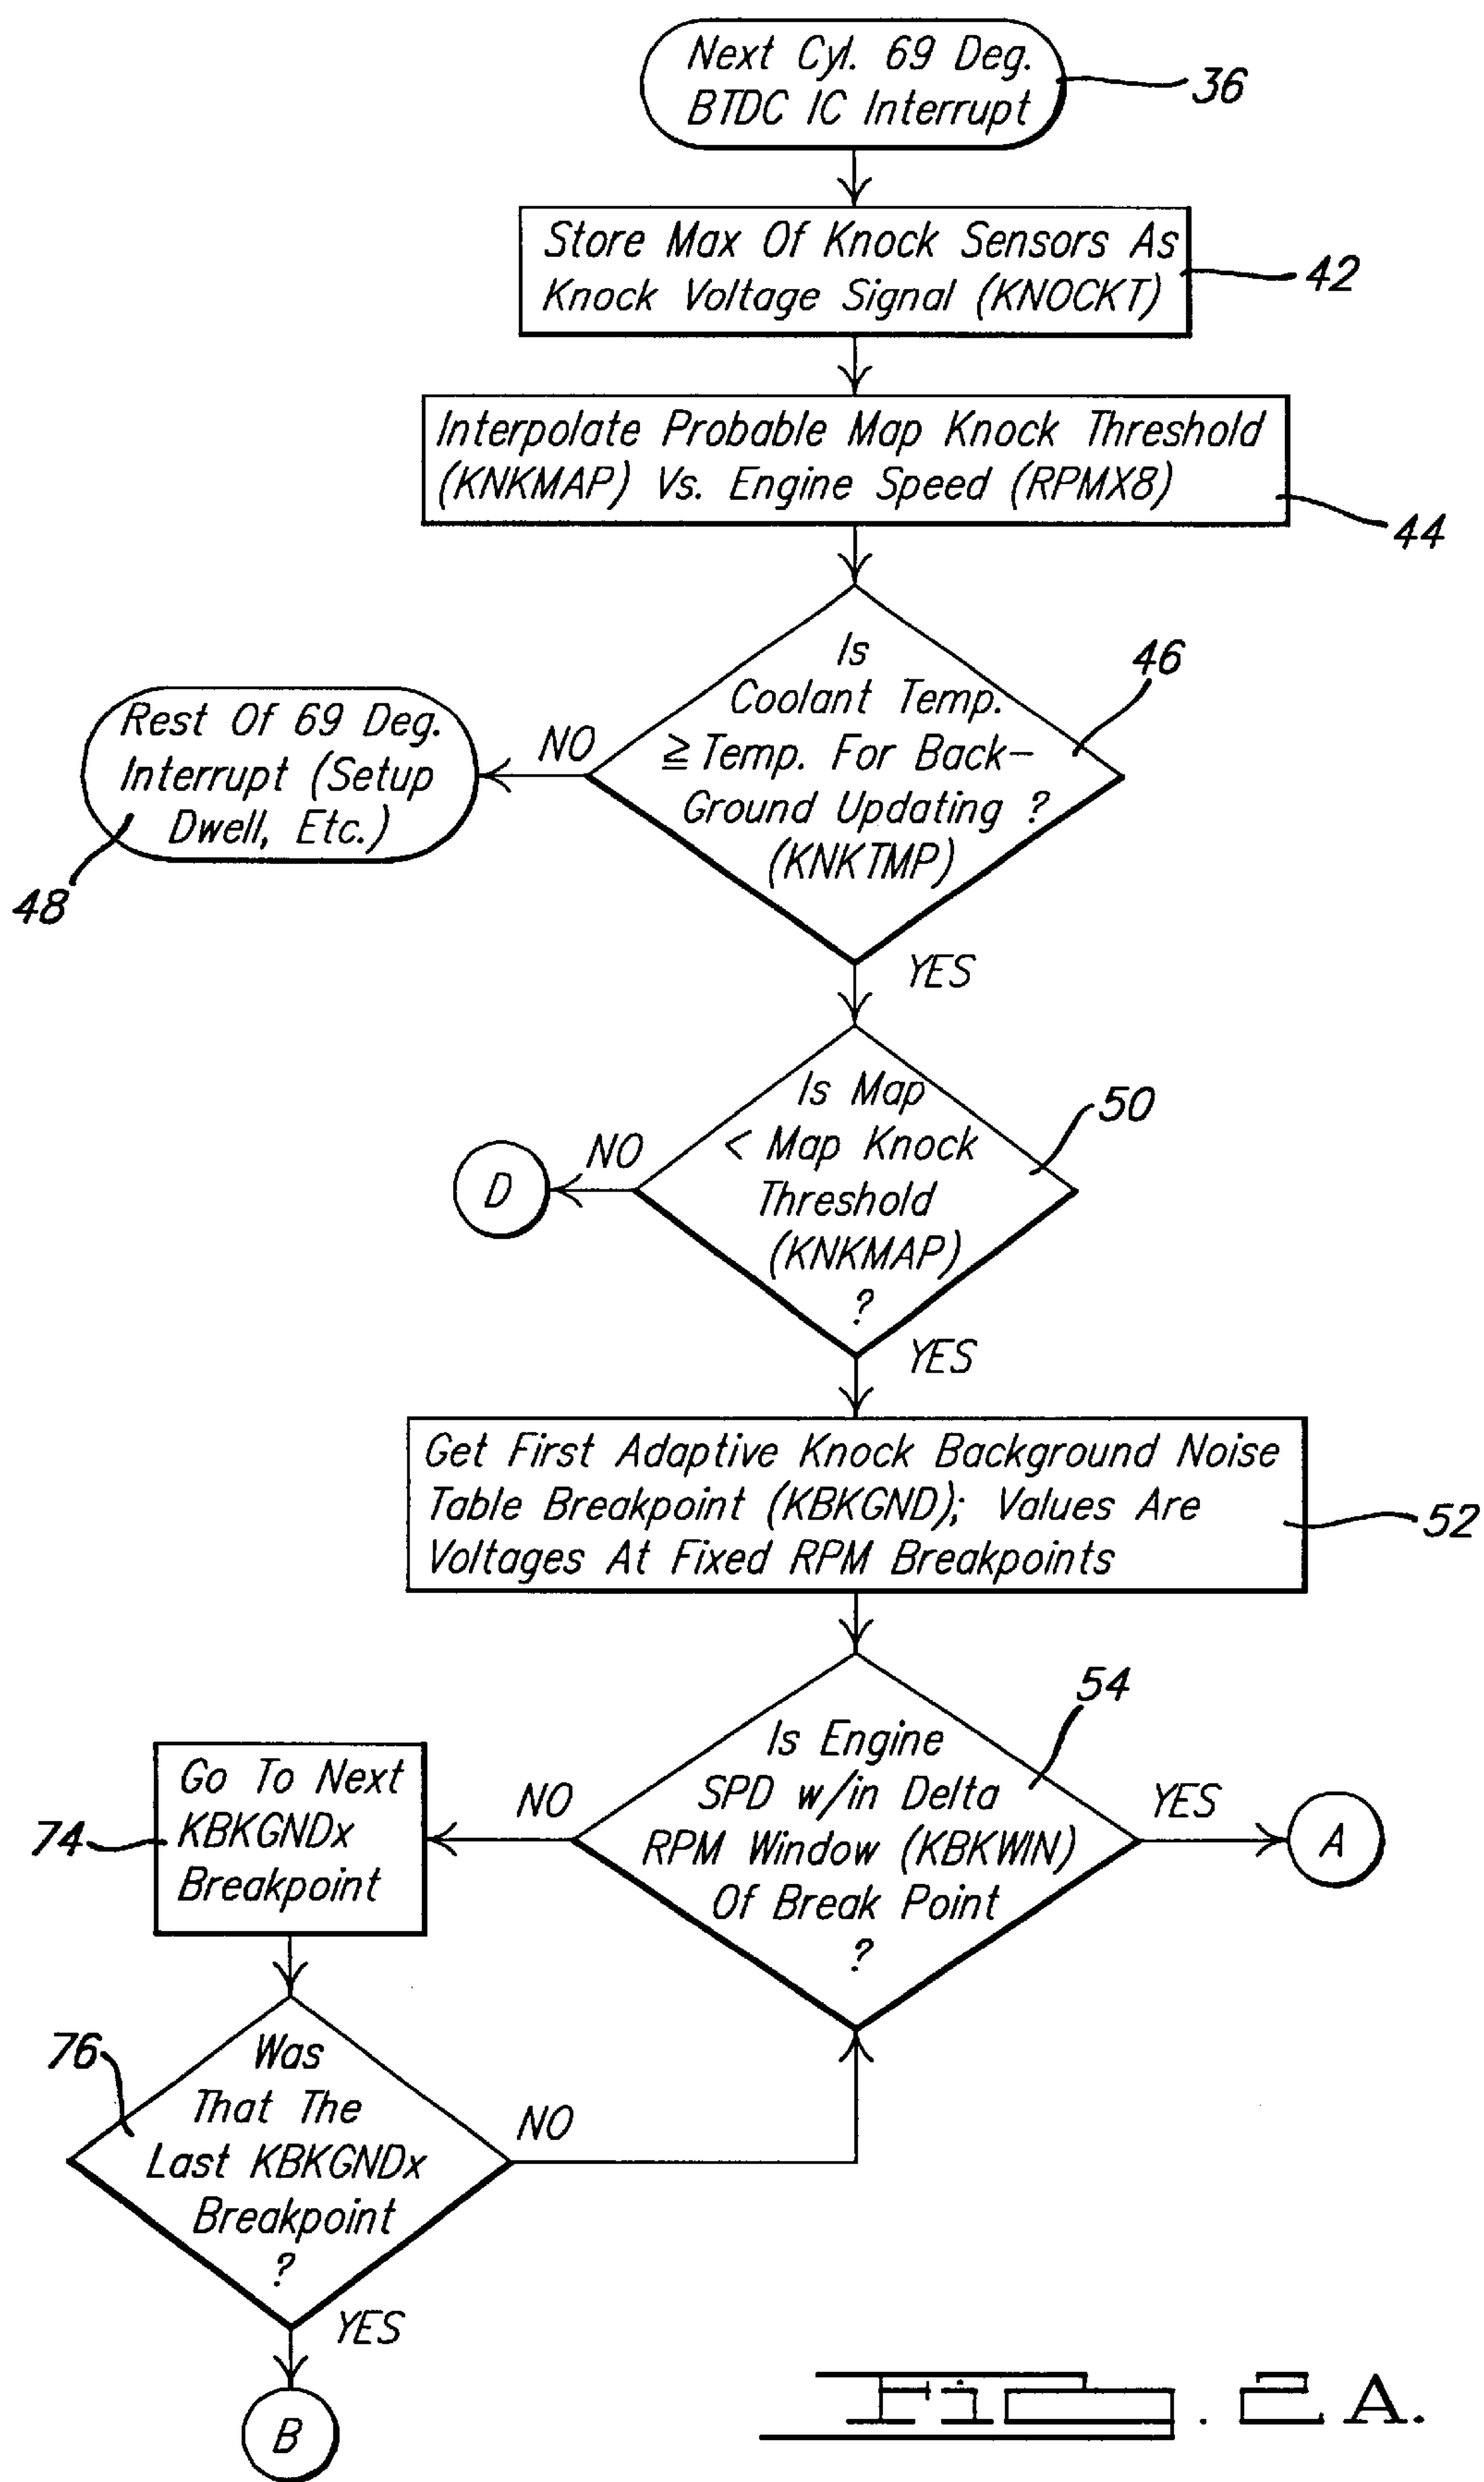 Next Cyl. 69 Deg.
BTDC IC Interrupt
36
Store Max Of Knock Sensors As
Knock Voltage Signal (KNOCKT)
42
Interpolate Probable Map Knock Threshold
(KNKMAP) Vs. Engine Speed (RPMX8)
44
Is
Coolant Temp.
≧ Temp. For Back-
Ground Updating ?
(KNKTMP)
46
NO
Rest Of 69 Deg.
Interrupt (Setup
Dwell, Etc.)
48
YES
Is Map
< Map Knock
Threshold
(KNKMAP)
?
50
NO
D
YES
Get First Adaptive Knock Background Noise
Table Breakpoint (KBKGND); Values Are
Voltages At Fixed RPM Breakpoints
52
Is Engine
SPD w/in Delta
RPM Window (KBKWIN)
Of Break Point
?
54
YES
A
NO
Go To Next
KBKGNDx
Breakpoint
74
Was
That The
Last KBKGNDx
Breakpoint
?
76
NO
YES
B
FIG. 2A.